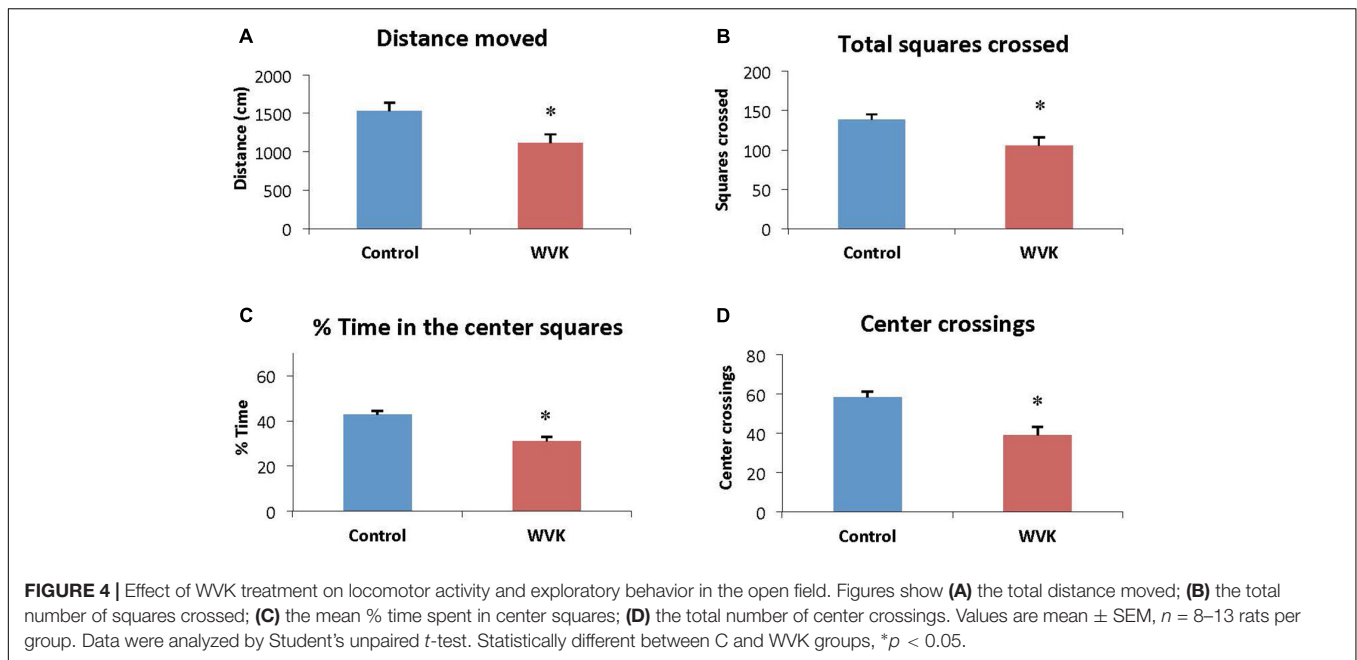 A
Distance moved
Distance (cm)
2000
1500
1000
500
0
*
Control
WVK
B
Total squares crossed
Squares crossed
200
150
100
50
0
*
Control
WVK
C
% Time in the center squares
% Time
60
40
20
0
*
Control
WVK
D
Center crossings
Center crossings
80
60
40
20
0
*
Control
WVK
FIGURE 4 | Effect of WVK treatment on locomotor activity and exploratory behavior in the open field. Figures show (A) the total distance moved; (B) the total
number of squares crossed; (C) the mean % time spent in center squares; (D) the total number of center crossings. Values are mean ± SEM, n = 8–13 rats per
group. Data were analyzed by Student's unpaired t-test. Statistically different between C and WVK groups, *p < 0.05.